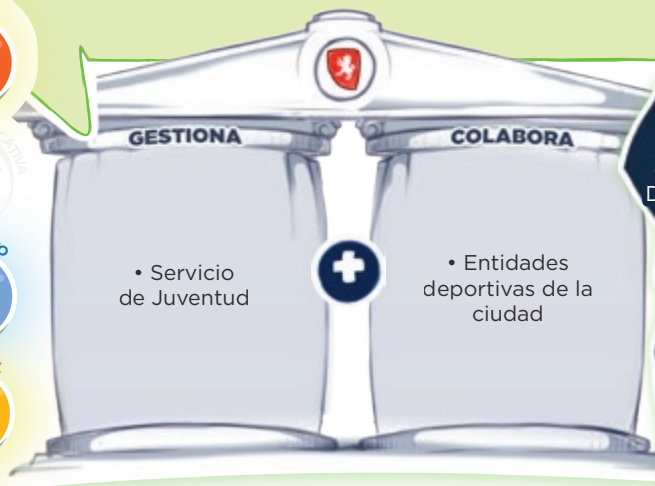 GESTIONA
• Servicio
de Juventud
COLABORA
• Entidades
deportivas de la
ciudad